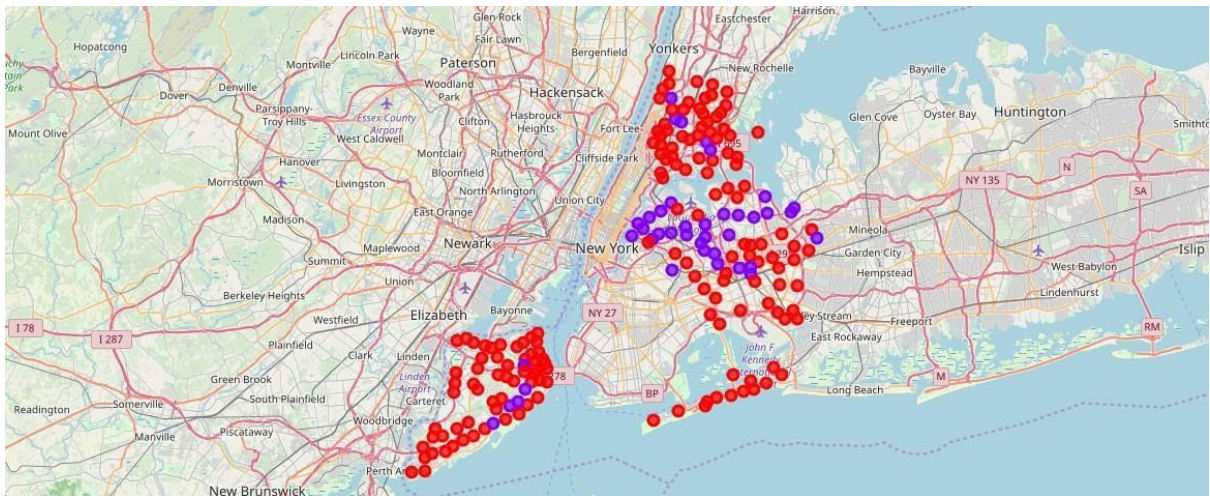 Harrison
Glen Rock
Eastchester
Wayne
Fair Lawn
Hopatcong
Lincoln Park
Yonkers
Montville
Bergenfield
Paterson
New Rochelle
Bayville
Denville
Woodland
Park
Dover
Hackensack
Parsippany-
Troy Hills
Essex County
Airport
Clifton
Hasbrouck
Heights
Oyster Bay
Huntington
Glen Cove
Mount Olive
West Caldwell
Fort Lee
Montclair
Rutherford
Cliffside Park
Hanover
Bloomfield
N
Morristown
Livingston
North Arlington
NY 135
SA
Union City
Madison
East Orange
Mineola
Maplewood
Newark
New York
Garden City
Islip
Summit
Hempstead
West Babylon
Union
Lindenhurst
Berkeley Heights
Elizabeth
Bayonne
NY 27
Freeport
I 78
Westfield
East Rockaway
RM
I 287
Plainfield
Clark
Linden
John F.
Kennedy
Green Brook
Linden
Airport
278
M
Long Beach
South Plainfield
Carteret
BP
Somerville
Readington
Woodbridge
Manville
Piscataway
New Brunswick